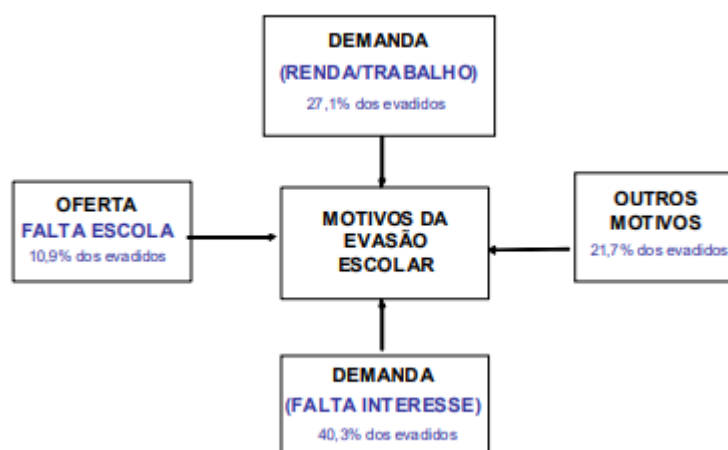 DEMANDA
(RENDA/TRABALHO)
27,1% dos evadidos
OFERTA
FALTA ESCOLA
10,9% dos evadidos
MOTIVOS DA
EVASÃO
ESCOLAR
OUTROS
MOTIVOS
21,7% dos evadidos
DEMANDA
(FALTA INTERESSE)
40,3% dos evadidos